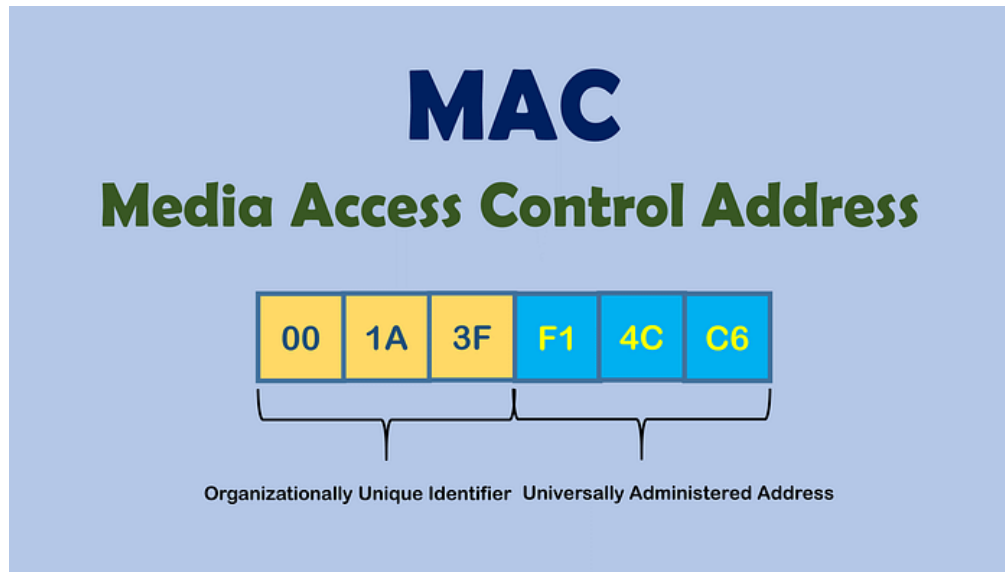 MAC
Media Access Control Address
00 1A 3F F1 4C C6
Organizationally Unique Identifier Universally Administered Address